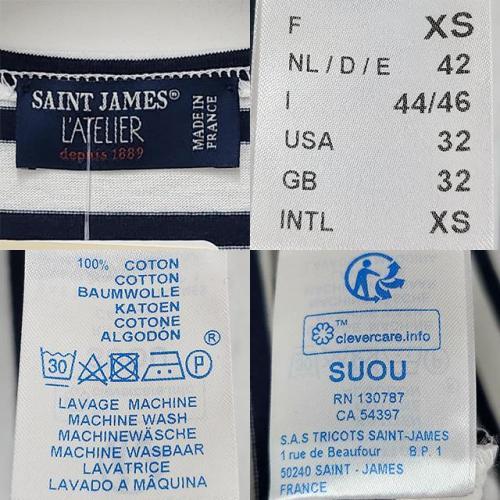 SAINT JAMES®
L'ATELIER
depuis 1889
MADE IN
FRANCE
F XS
NL / D / E 42
I 44/46
USA 32
GB 32
INTL XS
100% COTON
COTTON
BAUMWOLLE
KATOEN
COTONE
ALGODÓN
®
30 P
LAVAGE MACHINE
MACHINE WASH
MACHINEWÄSCHE
MACHINE WASBAAR
LAVATRICE
LAVADO A MÂQUINA
™
clevercare.info
SUOU
RN 130787
CA 54397
S.A.S TRICOTS SAINT-JAMES
1 rue de Beaufour B.P. 1
50240 SAINT - JAMES
FRANCE